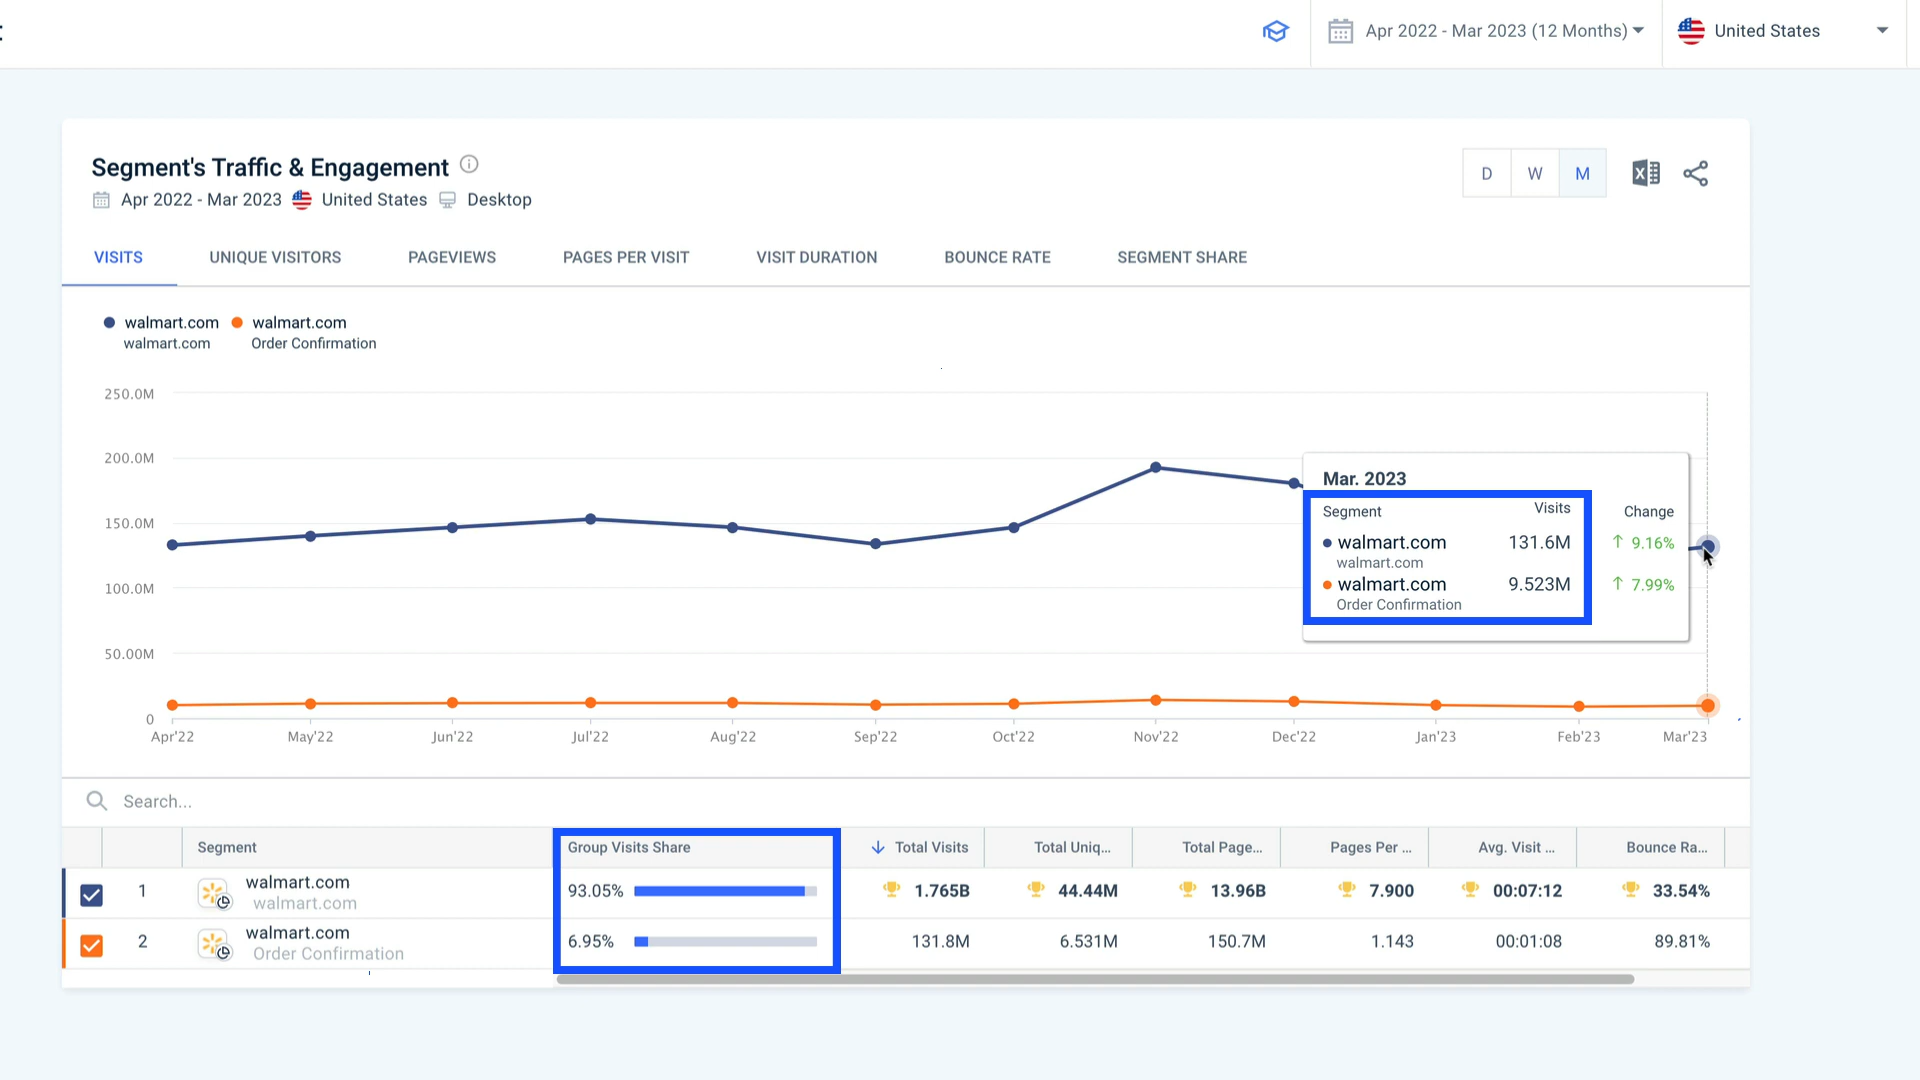 Apr 2022 - Mar 2023 (12 Months)
United States
Segment's Traffic & Engagement
D W M
Apr 2022 - Mar 2023 United States Desktop
VISITS UNIQUE VISITORS PAGEVIEWS PAGES PER VISIT VISIT DURATION BOUNCE RATE SEGMENT SHARE
walmart.com walmart.com
walmart.com Order Confirmation
250.0M
200.0M
150.0M
100.0M
50.00M
0
Mar. 2023
Segment Visits Change
walmart.com 131.6M 9.16%
walmart.com
walmart.com 9.523M 7.99%
Order Confirmation
Apr'22 May'22 Jun'22 Jul'22 Aug'22 Sep'22 Oct'22 Nov'22 Dec'22 Jan'23 Feb'23 Mar'23
Search...
Segment Group Visits Share Total Visits Total Uniq... Total Page... Pages Per ... Avg. Visit ... Bounce Ra...
1 walmart.com 93.05% 1.765B 44.44M 13.96B 7.900 00:07:12 33.54%
walmart.com
2 walmart.com 6.95% 131.8M 6.531M 150.7M 1.143 00:01:08 89.81%
Order Confirmation